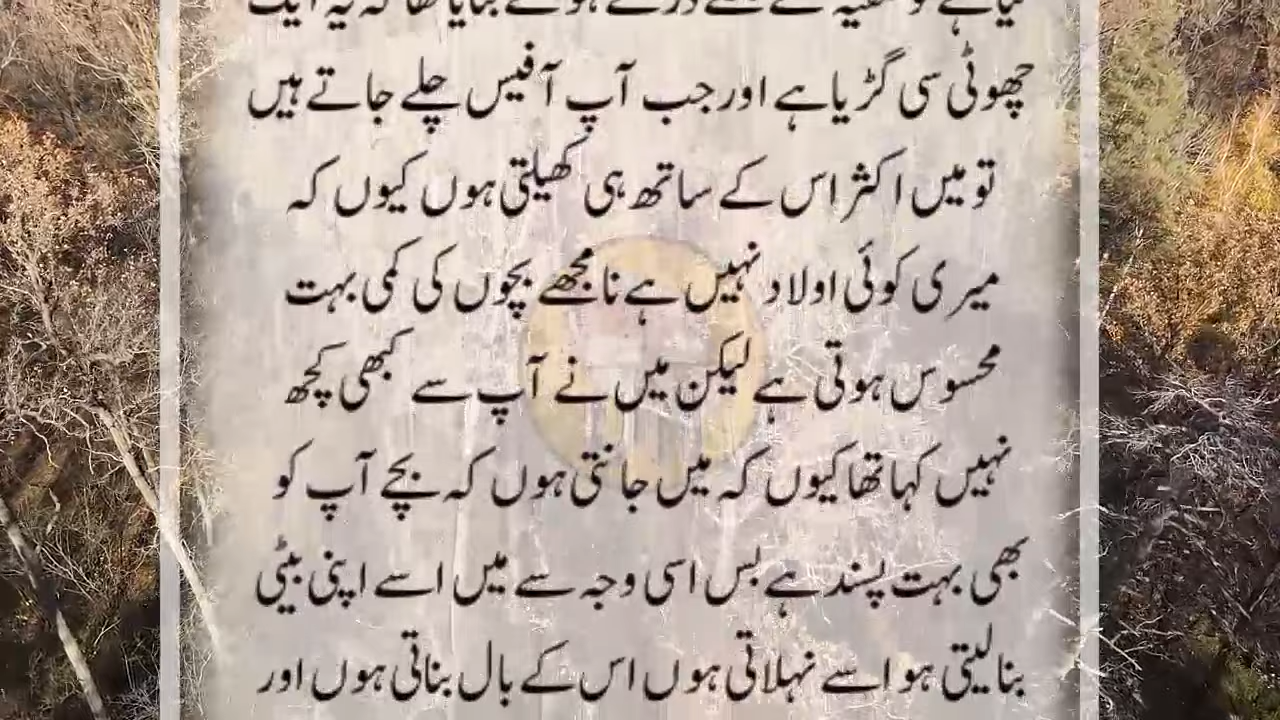 چھوٹی سی گڑیا ہے اور جب آپ آفیس چلے جاتے ہیں
تو میں اکثر اس کے ساتھ ہی کھیلتی ہوں کیوں کہ
میری کوئی اولاد نہیں ہے نا مجھے بچوں کی کمی بہت
محسوس ہوتی ہے لیکن میں نے آپ سے کبھی کچھ
نہیں کہا تھا کیوں کہ میں جانتی ہوں کہ بچے آپ کو
بھی بہت پسند ہے بس اسی وجہ سے میں اسے اپنی بیٹی
بنا لیتی ہو اسے نہلاتی ہوں اس کے بال بناتی ہوں اور